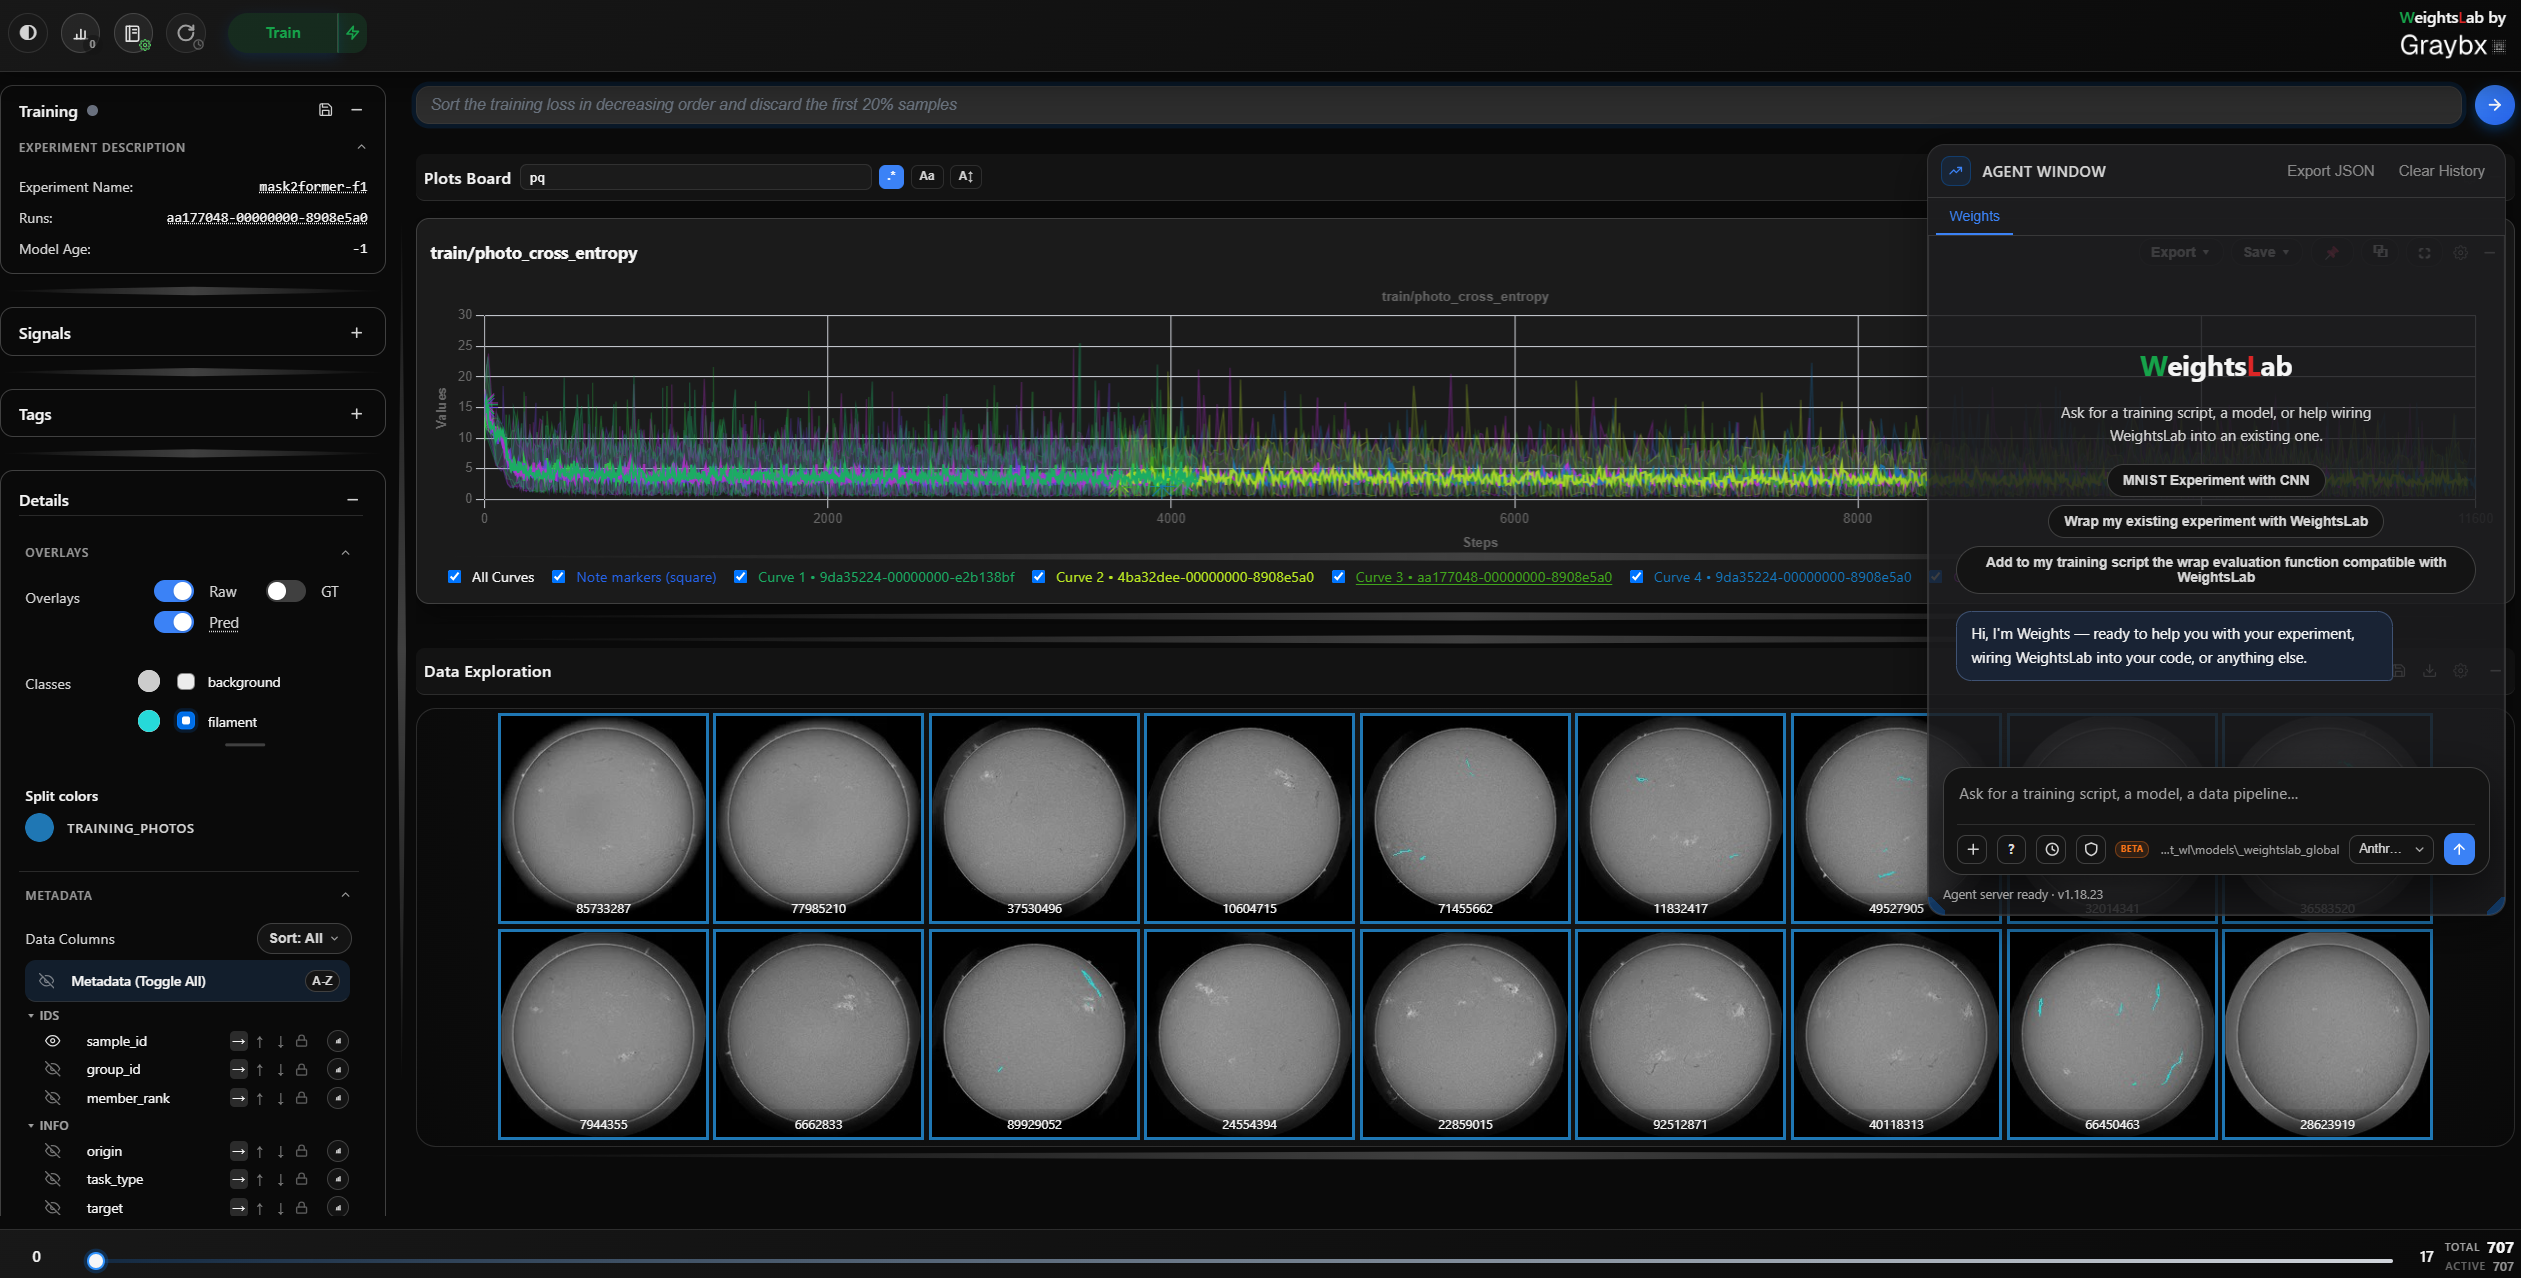 0
Train
WeightsLab by
Graybx
Training
EXPERIMENT DESCRIPTION
Experiment Name: mask2former-f1
Runs: aa177048-00000000-8908e5a0
Model Age: -1
Signals
Tags
Details
OVERLAYS
Overlays Raw GT
Pred
Classes background
filament
Split colors
TRAINING_PHOTOS
METADATA
Data Columns Sort: All
Metadata (Toggle All) A-Z
IDS
sample_id
group_id
member_rank
INFO
origin
task_type
target
Sort the training loss in decreasing order and discard the first 20% samples
Plots Board pq .* Aa A
train/photo_cross_entropy
Export Save
train/photo_cross_entropy
Values
30
25
20
15
10
5
0
0 2000 4000 6000 8000 11600
Steps
All Curves Note markers (square) Curve 1 • 9da35224-00000000-e2b138bf Curve 2 • 4ba32dee-00000000-8908e5a0 Curve 3 • aa177048-00000000-8908e5a0 Curve 4 • 9da35224-00000000-8908e5a0
Data Exploration
85733287 77985210 37530496 10604715 71455662 11832417 49527905 32014341 36583520
7944355 6662833 89929052 24554394 22859015 92512871 40118313 66450463 28623919
AGENT WINDOW Export JSON Clear History
Weights
WeightsLab
Ask for a training script, a model, or help wiring
WeightsLab into an existing one.
MNIST Experiment with CNN
Wrap my existing experiment with WeightsLab
Add to my training script the wrap evaluation function compatible with
WeightsLab
Hi, I'm Weights — ready to help you with your experiment,
wiring WeightsLab into your code, or anything else.
Ask for a training script, a model, a data pipeline...
? BETA ...t_wl\models\_weightslab_global Anthr...
Agent server ready · v1.18.23
0 17 TOTAL 707
ACTIVE 707